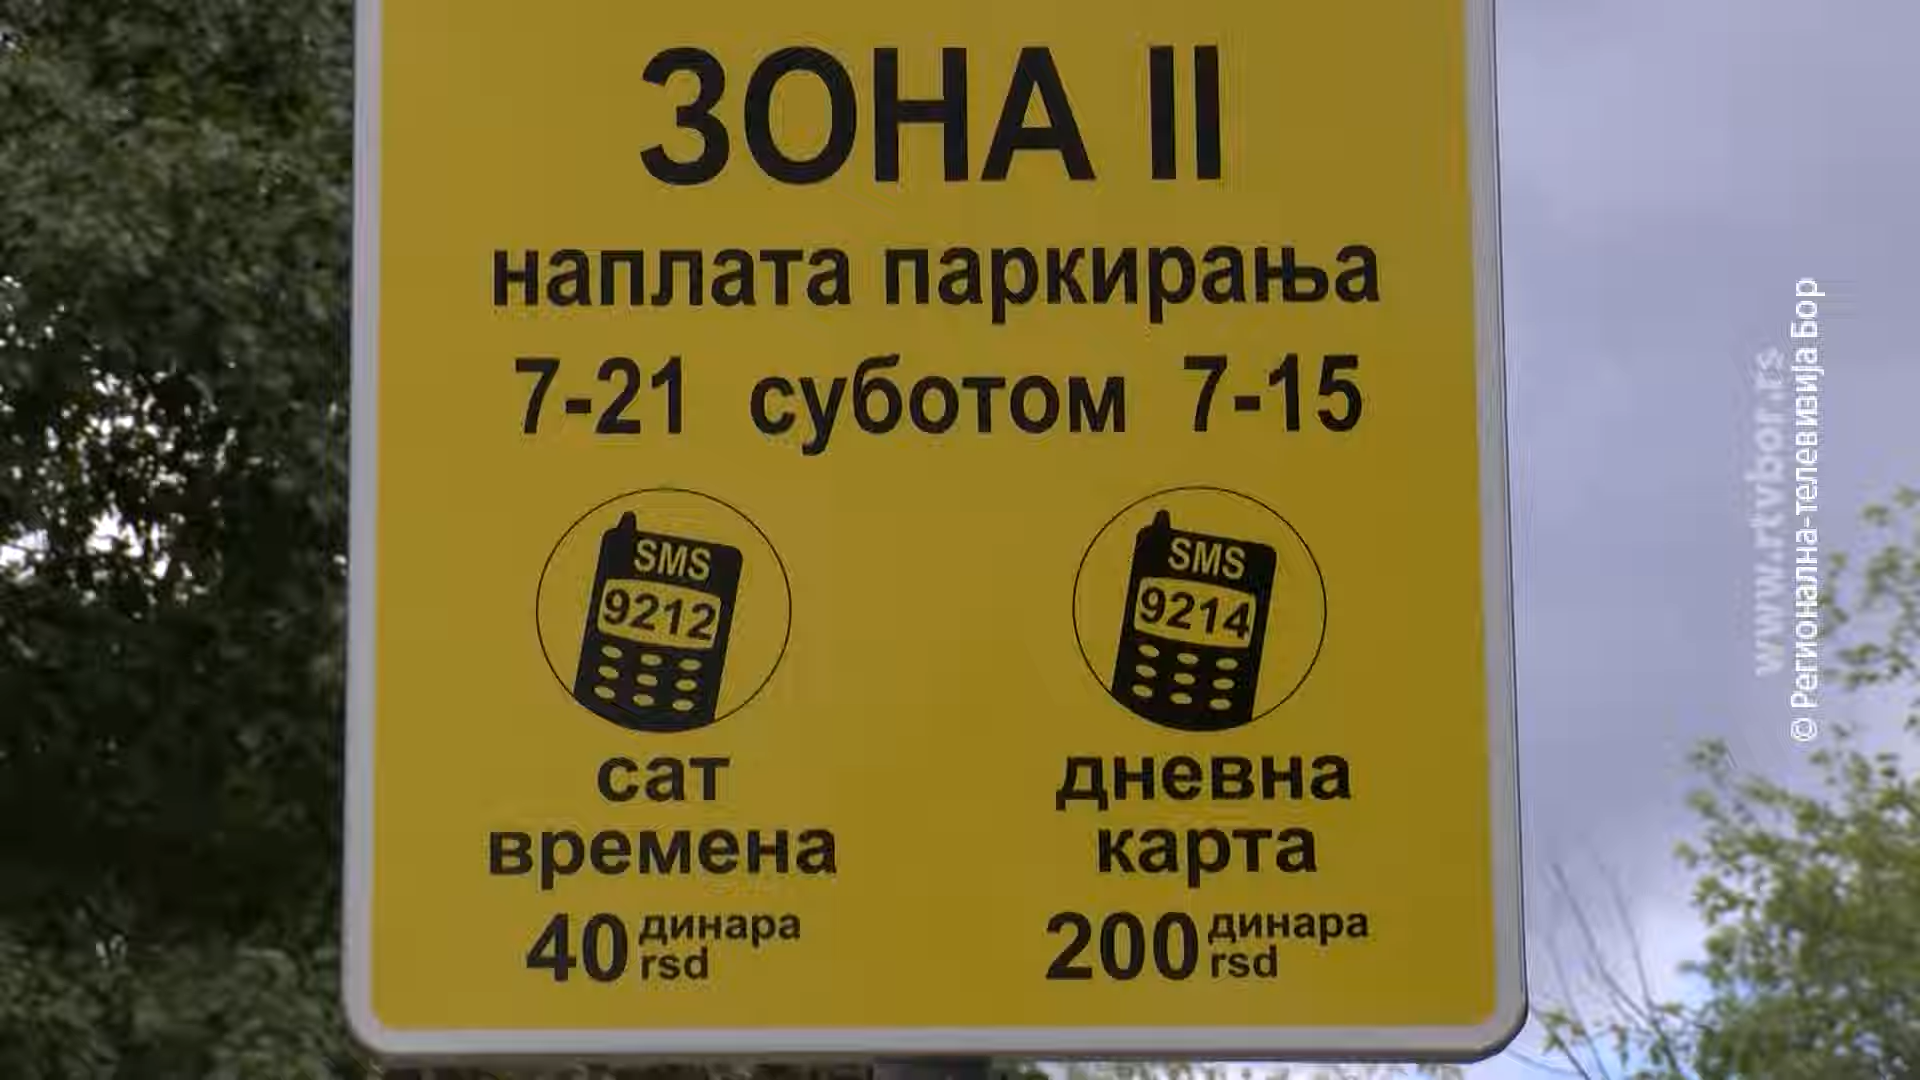 ЗОНА II
наплата паркирања
7-21 суботом 7-15
SMS
9212
SMS
9214
сат
времена
дневна
карта
40 динара
rsd
200 динара
rsd
www.rtvbor.rs
© Регионална-телевизија Бор